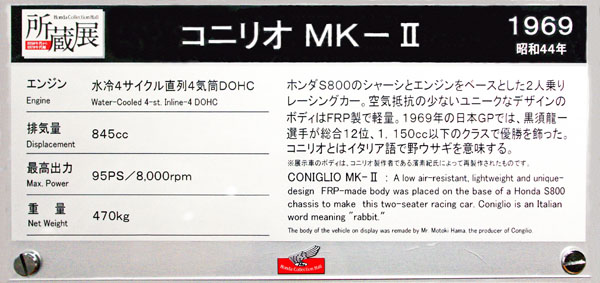 Honda Collection Hall
所蔵展
コニリオ MK－Ⅱ
1969
昭和44年
エンジン
Engine
水冷4サイクル直列4気筒DOHC
Water-Cooled 4-st. Inline-4 DOHC
排気量
Displacement
845cc
最高出力
Max. Power
95PS/8,000rpm
重量
Net Weight
470kg
ホンダS800のシャーシとエンジンをベースとした2人乗り
レーシングカー。空気抵抗の少ないユニークなデザインの
ボディはFRP製で軽量。1969年の日本GPでは、黒須龍一
選手が総合12位、1，150cc以下のクラスで優勝を飾った。
コニリオとはイタリア語で野ウサギを意味する。
※展示車のボディは、コニリオ製作者である濱素紀氏によって再製作されたものです。
CONIGLIO MK-Ⅱ : A low air-resistant, lightweight and unique-
design FRP-made body was placed on the base of a Honda S800
chassis to make this two-seater racing car. Coniglio is an Italian
word meaning "rabbit."
The body of the vehicle on display was remade by Mr. Motoki Hama, the producer of Coniglio.
Honda Collection Hall